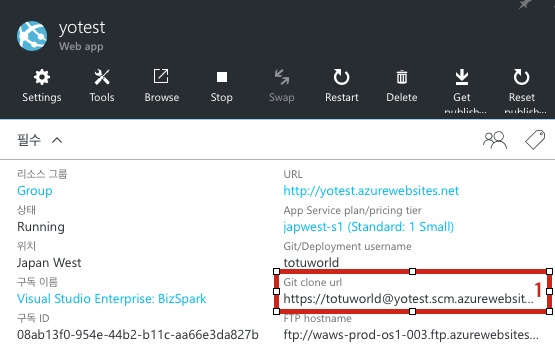 yotest
Web app
Settings
Tools
Browse
Stop
Swap
Restart
Delete
Get publish...
Reset publish...
필수
리소스 그룹
Group
상태
Running
위치
Japan West
구독 이름
Visual Studio Enterprise: BizSpark
구독 ID
08ab13f0-954e-44b2-b11c-aa66e3da827b
URL
http://yotest.azurewebsites.net
App Service plan/pricing tier
japwest-s1 (Standard: 1 Small)
Git/Deployment username
totuworld
Git clone url
https://totuworld@yotest.scm.azurewebsit...
1
FTP hostname
ftp://waws-prod-os1-003.ftp.azurewebsites...